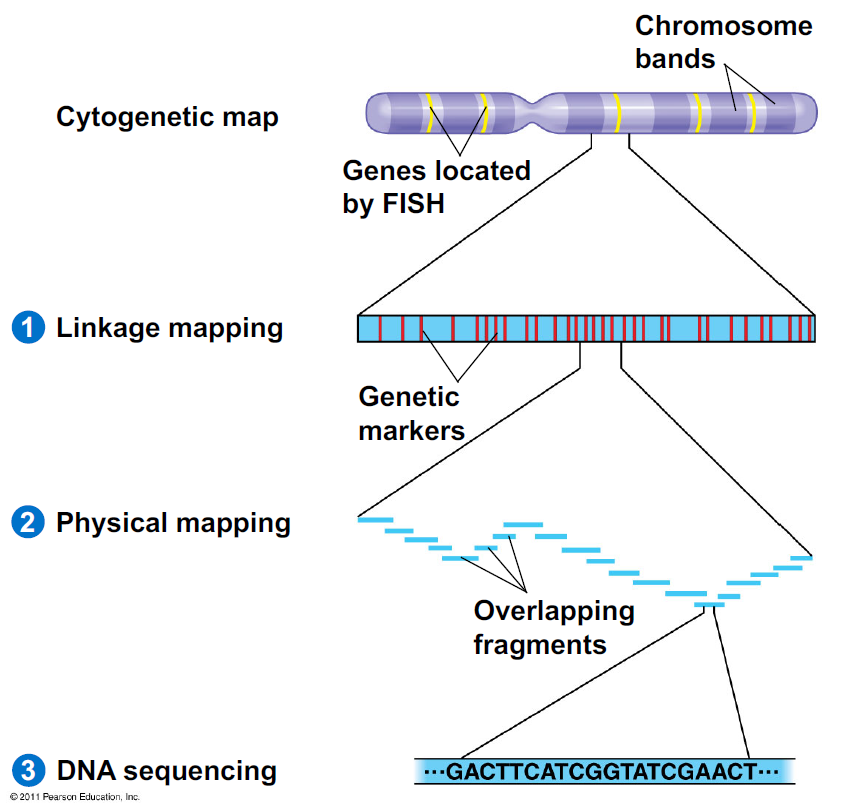 Chromosome
bands
Cytogenetic map
Genes located
by FISH
1 Linkage mapping
Genetic
markers
2 Physical mapping
Overlapping
fragments
3 DNA sequencing
···GACTTCATCGGTATCGAACT···
© 2011 Pearson Education, Inc.